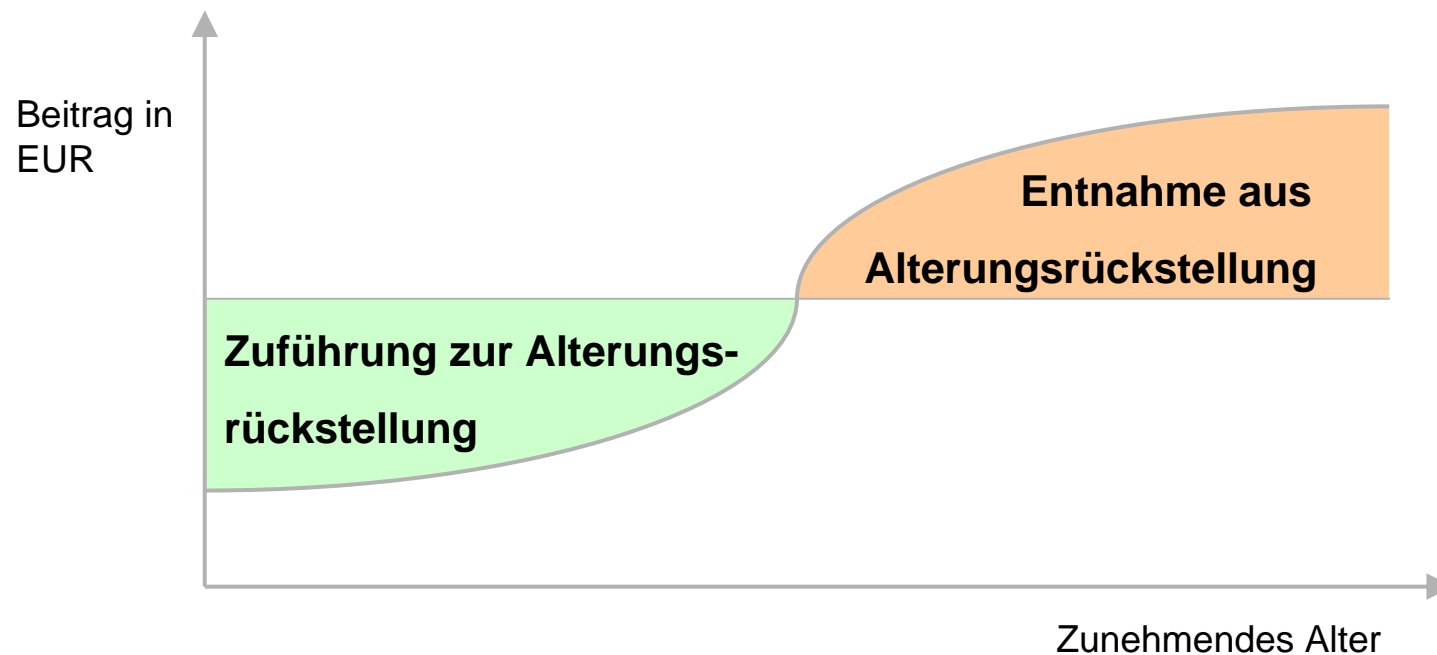 Beitrag in
EUR
Entnahme aus
Alterungsrückstellung
Zuführung zur Alterungs-
rückstellung
Zunehmendes Alter